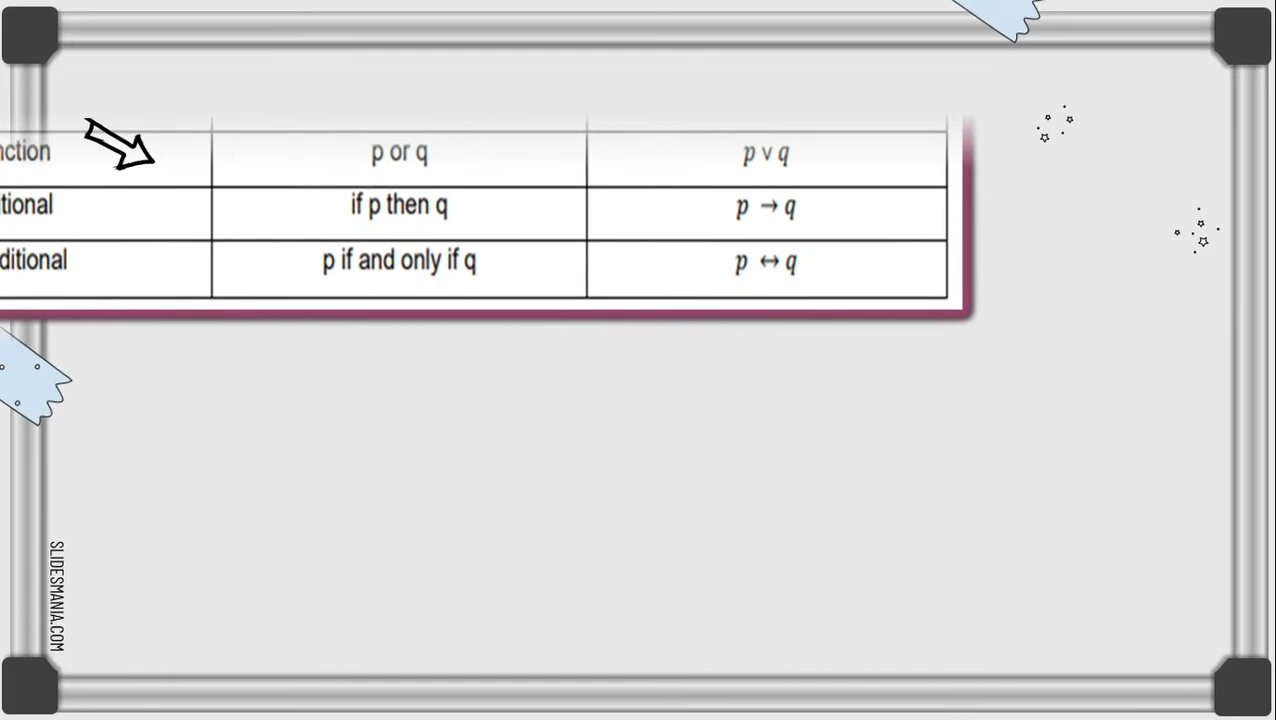 nction p or q p ∨ q
tional if p then q p → q
ditional p if and only if q p ↔ q
SLIDESMANIA.COM